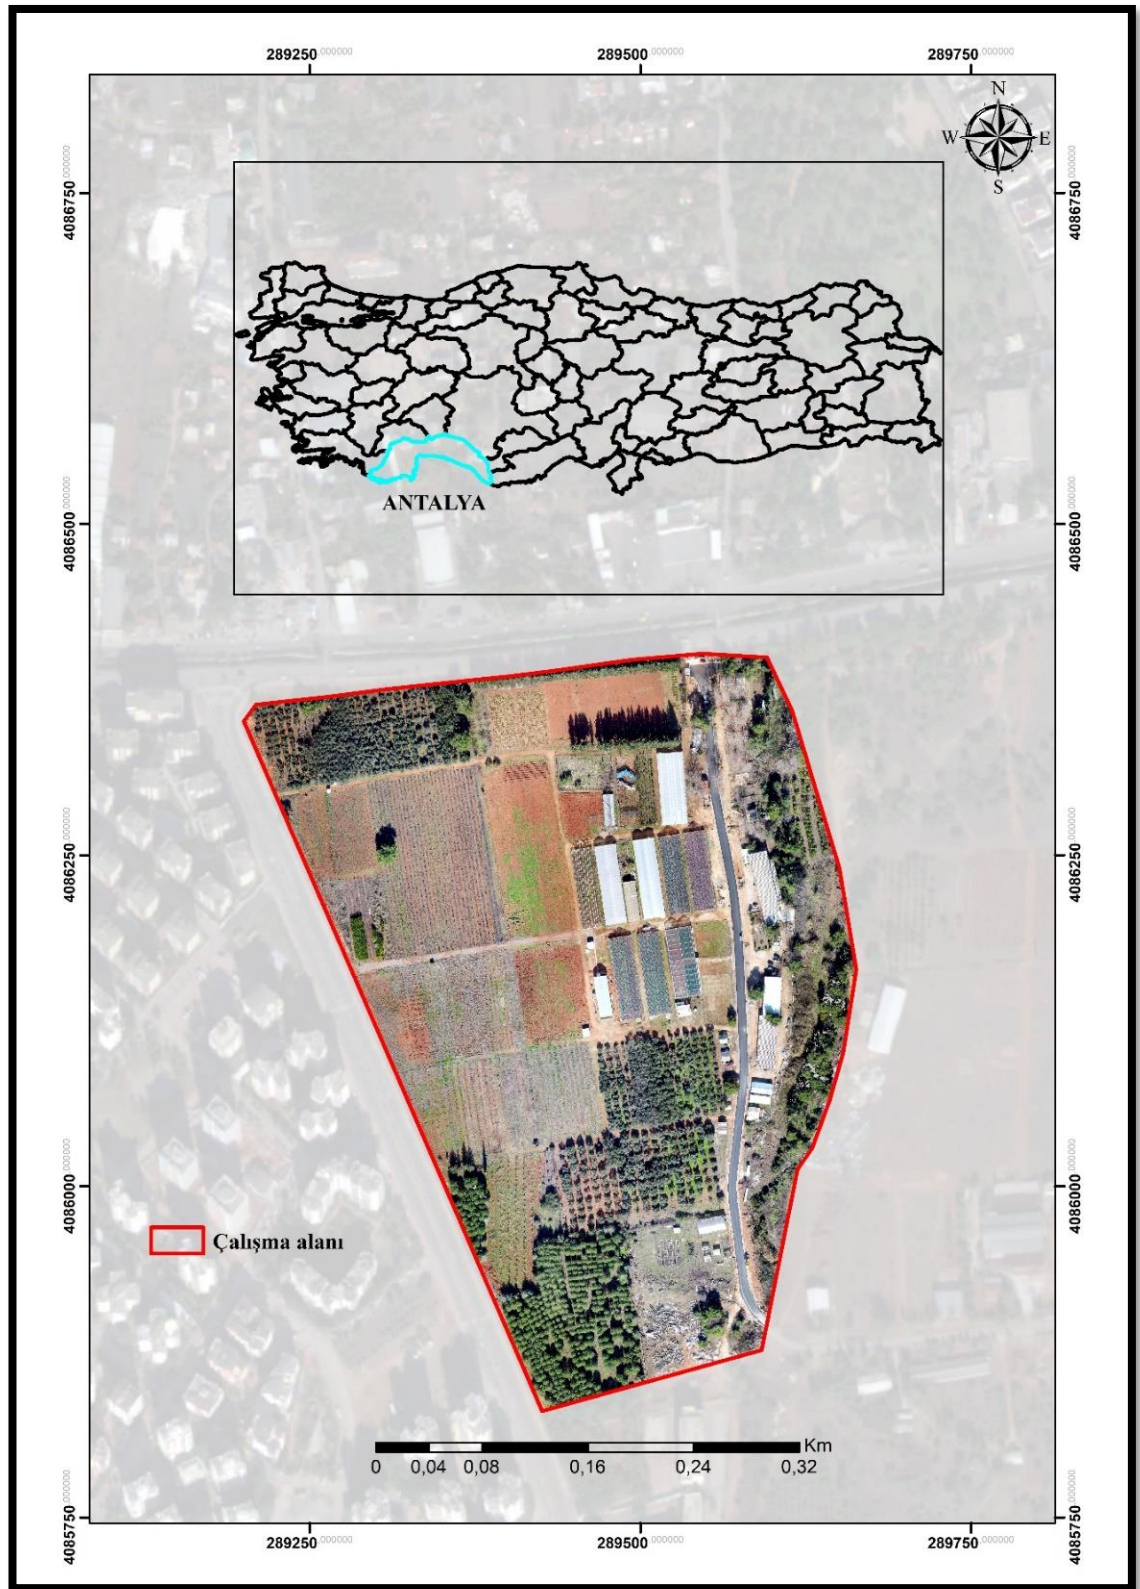 289250.000000 289500.000000 289750.000000
N
W E
S
4086750.000000 4086750.000000
ANTALYA
4086500.000000 4086500.000000
4086250.000000 4086250.000000
4086000.000000 4086000.000000
Çalışma alanı
Km
0 0,04 0,08 0,16 0,24 0,32
4085750.000000 4085750.000000
289250.000000 289500.000000 289750.000000